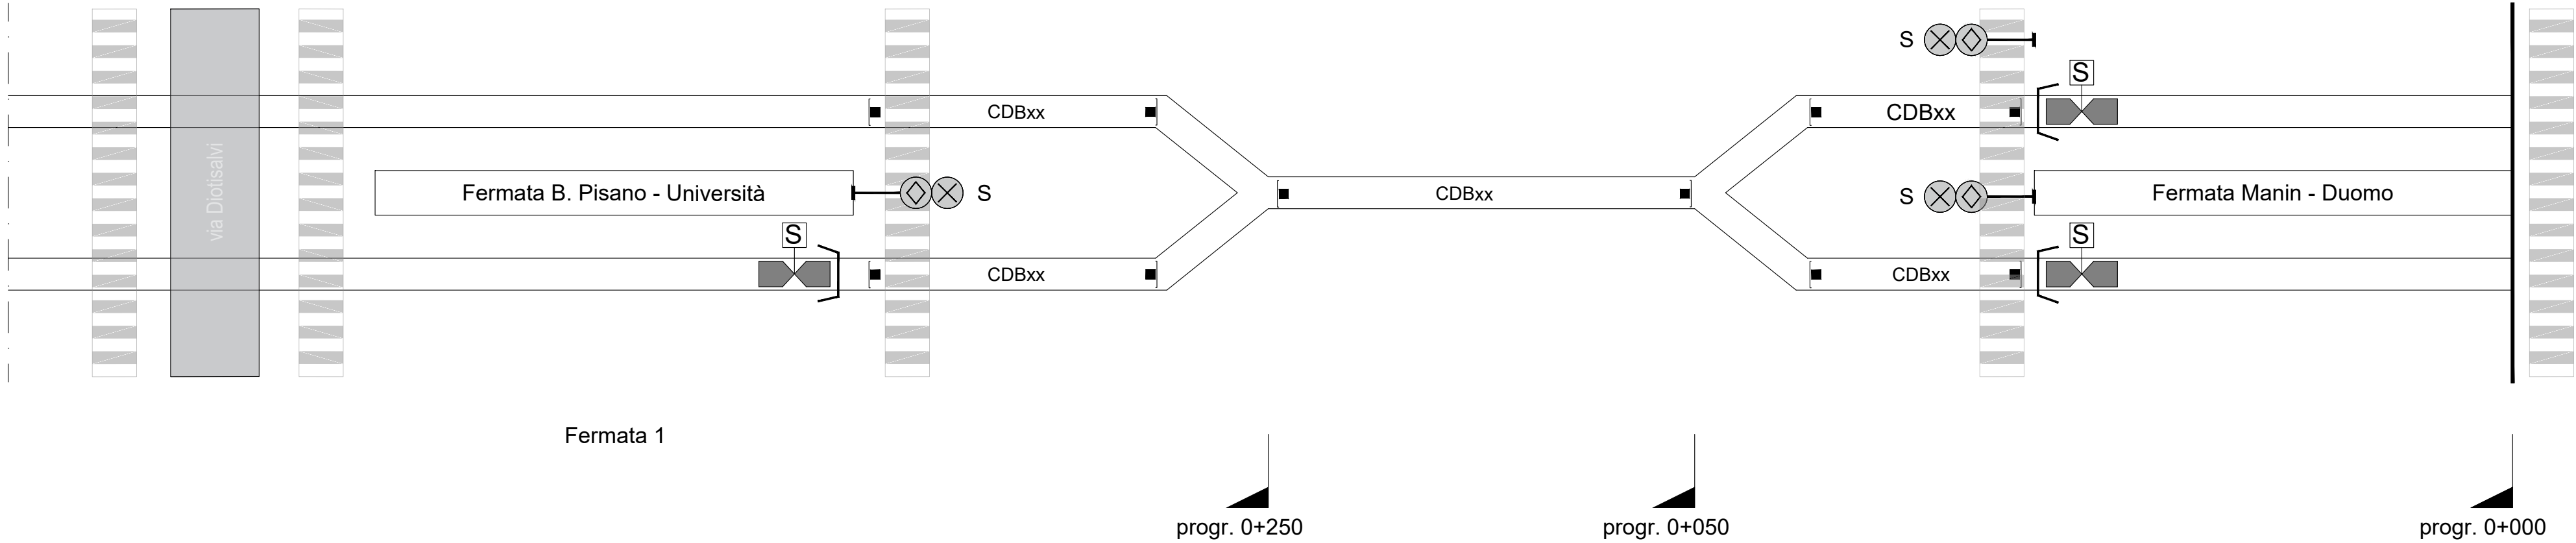 S
S
CDBxx
CDBxx
via Diotisalvi
Fermata B. Pisano - Università
S
CDBxx
S
Fermata Manin - Duomo
S
S
CDBxx
CDBxx
Fermata 1
progr. 0+250
progr. 0+050
progr. 0+000